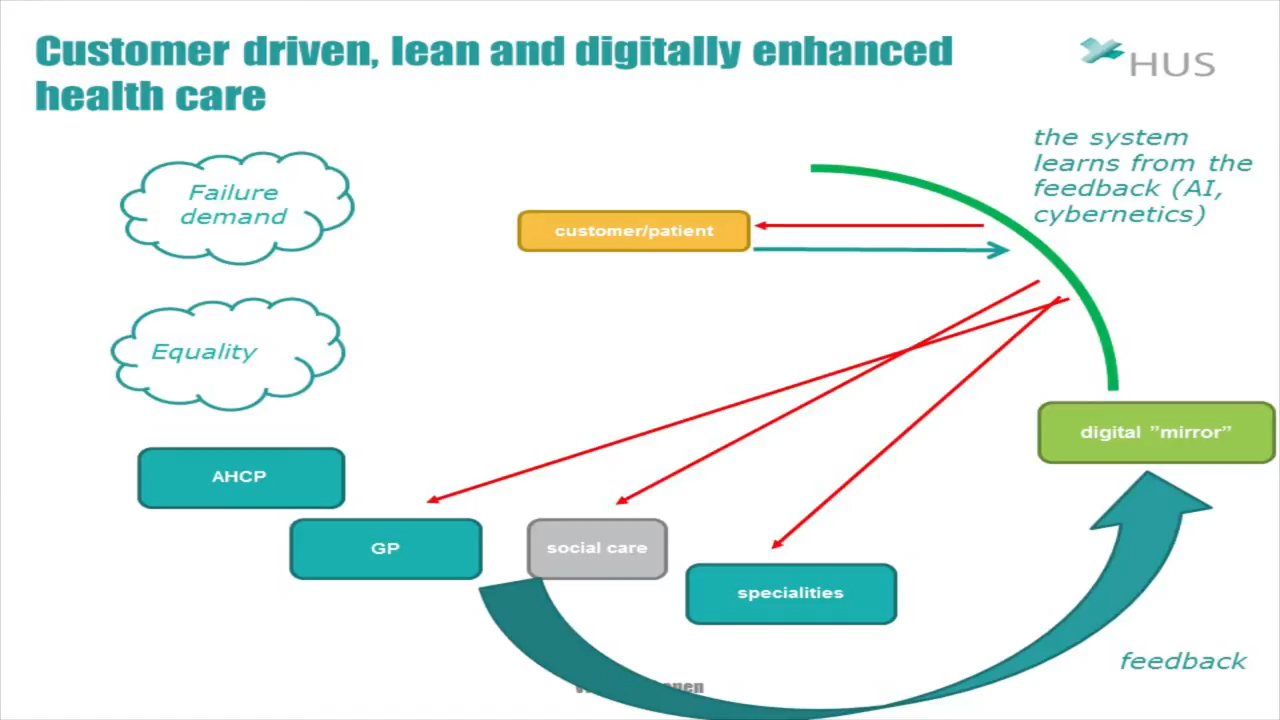 Customer driven, lean and digitally enhanced
health care
HUS
the system
learns from the
feedback (AI,
cybernetics)
Failure
demand
customer/patient
Equality
digital ”mirror”
AHCP
GP
social care
specialities
feedback